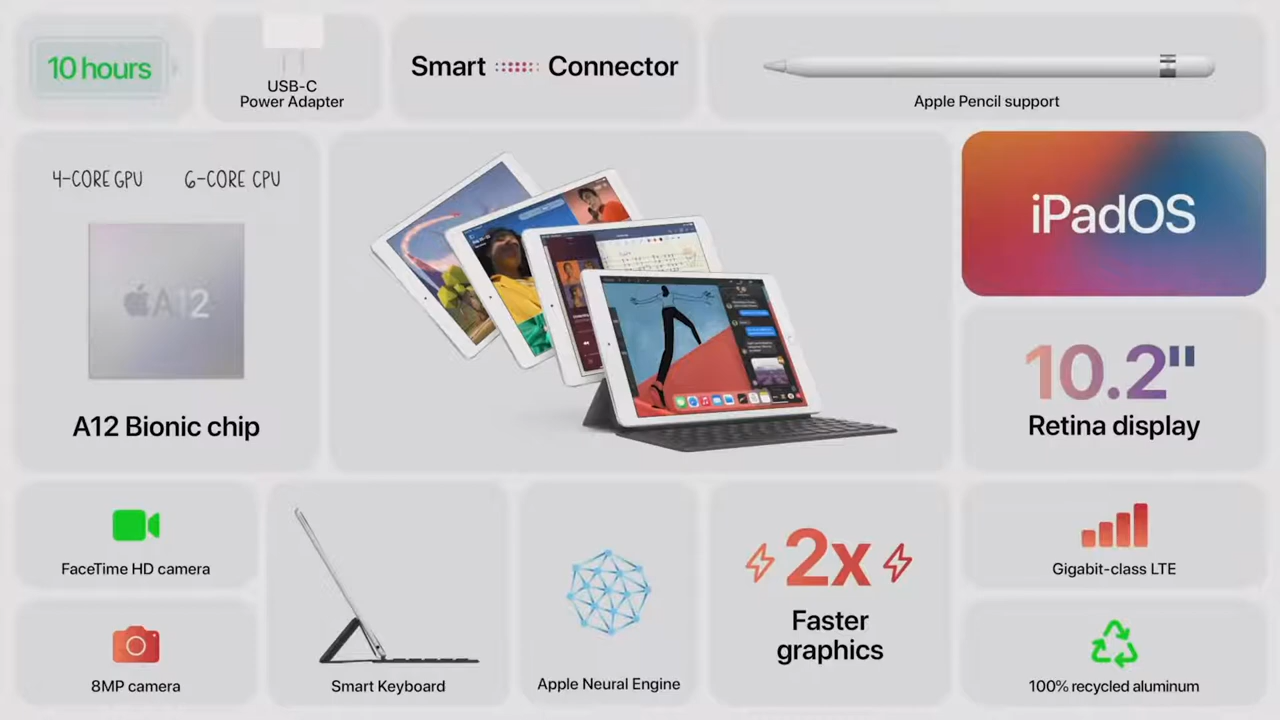 10 hours
USB-C
Power Adapter
Smart Connector
Apple Pencil support
4-CORE GPU 6-CORE CPU
A12
A12 Bionic chip
iPadOS
10.2"
Retina display
FaceTime HD camera
8MP camera
Smart Keyboard
Apple Neural Engine
2x
Faster
graphics
Gigabit-class LTE
100% recycled aluminum